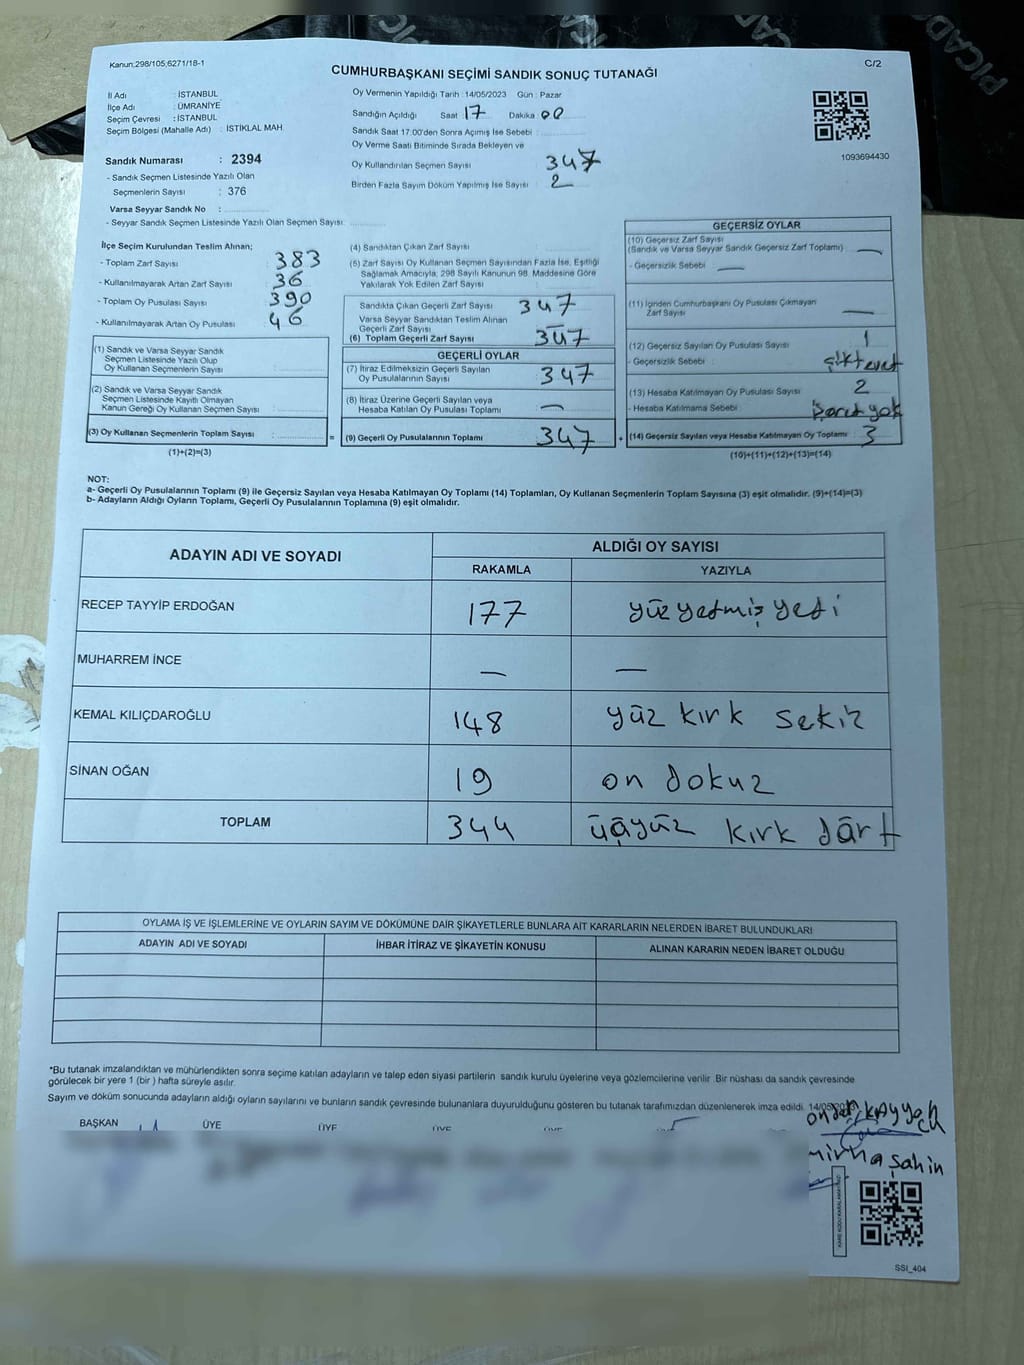 PICADO
PIC
Kanun;298/105,6271/18-1
CUMHURBAŞKANI SEÇİMİ SANDIK SONUÇ TUTANAĞI
C/2
İl Adı : İSTANBUL
İlçe Adı : ÜMRANİYE
Seçim Çevresi : İSTANBUL
Seçim Bölgesi (Mahalle Adı) : İSTİKLAL MAH
Sandık Numarası : 2394
- Sandık Seçmen Listesinde Yazılı Olan
Seçmenlerin Sayısı : 376
Varsa Seyyar Sandık No :
- Seyyar Sandık Seçmen Listesinde Yazılı Olan Seçmen Sayısı:
Oy Vermenin Yapıldığı Tarih : 14/05/2023 Gün : Pazar
Sandığın Açıldığı Saat 17 Dakika 00
Sandık Saat 17.00'den Sonra Açımış İse Sebebi :
Oy Verme Saati Bitiminde Sırada Bekleyen ve
Oy Kullandırılan Seçmen Sayısı 347
Birden Fazla Sayım Döküm Yapılmış İse Sayısı : 2
1093694430
İlçe Seçim Kurulundan Teslim Alınan;
- Toplam Zarf Sayısı : 383
- Kullanılmayarak Artan Zarf Sayısı : 36
- Toplam Oy Pusulası Sayısı : 390
- Kullanılmayarak Artan Oy Pusulası : 46
(1) Sandık ve Varsa Seyyar Sandık
Seçmen Listesinde Yazılı Olup
Oy Kullanan Seçmenlerin Sayısı :
(2) Sandık ve Varsa Seyyar Sandık
Seçmen Listesinde Kayıtlı Olmayan
Kanun Gereği Oy Kullanan Seçmen Sayısı :
(3) Oy Kullanan Seçmenlerin Toplam Sayısı : =
(1)+(2)=(3)
(4) Sandıktan Çıkan Zarf Sayısı :
(5) Zarf Sayısı Oy Kullanan Seçmen Sayısından Fazla İse, Eşitliği
Sağlamak Amacıyla; 298 Sayılı Kanunun 98. Maddesine Göre
Yakılarak Yok Edilen Zarf Sayısı :
Sandıkta Çıkan Geçerli Zarf Sayısı 347
Varsa Seyyar Sandıktan Teslim Alınan
Geçerli Zarf Sayısı : —
(6) Toplam Geçerli Zarf Sayısı : 347
GEÇERLİ OYLAR
(7) İtiraz Edilmeksizin Geçerli Sayılan
Oy Pusulalarının Sayısı : 347
(8) İtiraz Üzerine Geçerli Sayılan veya
Hesaba Katılan Oy Pusulası Toplamı : —
(9) Geçerli Oy Pusulalarının Toplamı : 347 +
GEÇERSİZ OYLAR
(10) Geçersiz Zarf Sayısı
(Sandık ve Varsa Seyyar Sandık Geçersiz Zarf Toplamı) : —
- Geçersizlik Sebebi : —
(11) İçinden Cumhurbaşkanı Oy Pusulası Çıkmayan
Zarf Sayısı : —
(12) Geçersiz Sayılan Oy Pusulası Sayısı : 1
- Geçersizlik Sebebi : çift evet
(13) Hesaba Katılmayan Oy Pusulası Sayısı : 2
- Hesaba Katılmama Sebebi : işaret yok
(14) Geçersiz Sayılan veya Hesaba Katılmayan Oy Toplamı : 3
(10)+(11)+(12)+(13)=(14)
NOT:
a- Geçerli Oy Pusulalarının Toplamı (9) ile Geçersiz Sayılan veya Hesaba Katılmayan Oy Toplamı (14) Toplamları, Oy Kullanan Seçmenlerin Toplam Sayısına (3) eşit olmalıdır. (9)+(14)=(3)
b- Adayların Aldığı Oyların Toplamı, Geçerli Oy Pusulalarının Toplamına (9) eşit olmalıdır.
ADAYIN ADI VE SOYADI ALDIĞI OY SAYISI
RAKAMLA YAZIYLA
RECEP TAYYİP ERDOĞAN 177 yüz yetmiş yedi
MUHARREM İNCE — —
KEMAL KILIÇDAROĞLU 148 yüz kırk sekiz
SİNAN OĞAN 19 on dokuz
TOPLAM 344 üçyüz kırk dört
OYLAMA İŞ VE İŞLEMLERİNE VE OYLARIN SAYIM VE DÖKÜMÜNE DAİR ŞİKAYETLERLE BUNLARA AİT KARARLARIN NELERDEN İBARET BULUNDUKLARI
ADAYIN ADI VE SOYADI İHBAR İTİRAZ VE ŞİKAYETİN KONUSU ALINAN KARARIN NEDEN İBARET OLDUĞU
*Bu tutanak imzalandıktan ve mühürlendikten sonra seçime katılan adayların ve talep eden siyasi partilerin sandık kurulu üyelerine veya gözlemcilerine verilir. Bir nüshası da sandık çevresinde
görülecek bir yere 1 (bir ) hafta süreyle asılır.
Sayım ve döküm sonucunda adayların aldığı oyların sayılarını ve bunların sandık çevresinde bulunanlara duyurulduğunu gösteren bu tutanak tarafımızdan düzenlenerek imza edildi. 14/05/2023
BAŞKAN ÜYE ÜYE ÜYE ÜYE
Şahin
SSI_404